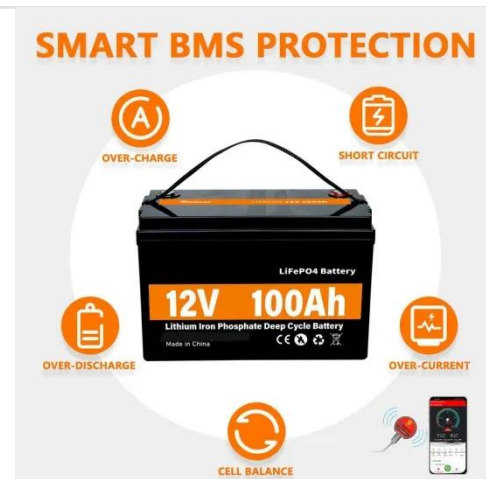 SMART BMS PROTECTION
OVER-CHARGE
SHORT CIRCUIT
LiFePO4 Battery
12V 100Ah
Lithium Iron Phosphate Deep Cycle Battery
Made in China
CE
OVER-DISCHARGE
OVER-CURRENT
CELL BALANCE